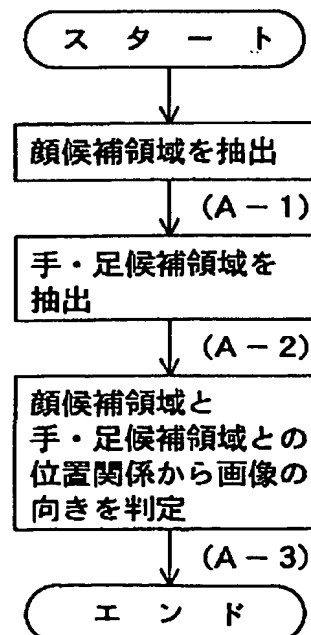 スタート
顔候補領域を抽出
(A-1)
手・足候補領域を
抽出
(A-2)
顔候補領域と
手・足候補領域との
位置関係から画像の
向きを判定
(A-3)
エンド